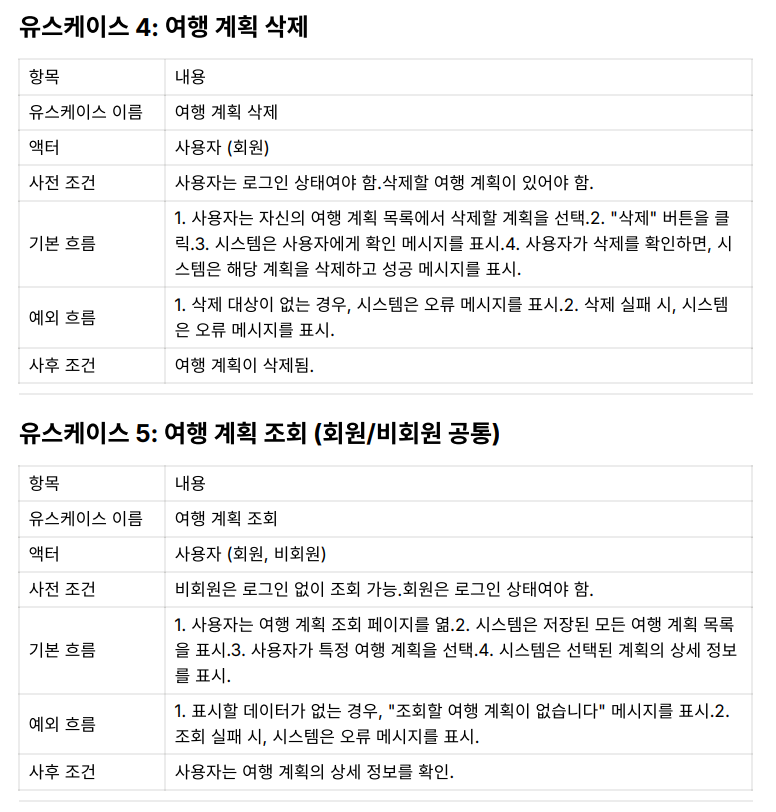 유스케이스 4: 여행 계획 삭제
항목 내용
유스케이스 이름 여행 계획 삭제
액터 사용자 (회원)
사전 조건 사용자는 로그인 상태여야 함.삭제할 여행 계획이 있어야 함.
기본 흐름
1. 사용자는 자신의 여행 계획 목록에서 삭제할 계획을 선택.2. "삭제" 버튼을 클
릭.3. 시스템은 사용자에게 확인 메시지를 표시.4. 사용자가 삭제를 확인하면, 시
스템은 해당 계획을 삭제하고 성공 메시지를 표시.
예외 흐름
1. 삭제 대상이 없는 경우, 시스템은 오류 메시지를 표시.2. 삭제 실패 시, 시스템
은 오류 메시지를 표시.
사후 조건 여행 계획이 삭제됨.
유스케이스 5: 여행 계획 조회 (회원/비회원 공통)
항목 내용
유스케이스 이름 여행 계획 조회
액터 사용자 (회원, 비회원)
사전 조건 비회원은 로그인 없이 조회 가능.회원은 로그인 상태여야 함.
기본 흐름
1. 사용자는 여행 계획 조회 페이지를 엶.2. 시스템은 저장된 모든 여행 계획 목록
을 표시.3. 사용자가 특정 여행 계획을 선택.4. 시스템은 선택된 계획의 상세 정보
를 표시.
예외 흐름
1. 표시할 데이터가 없는 경우, "조회할 여행 계획이 없습니다" 메시지를 표시.2.
조회 실패 시, 시스템은 오류 메시지를 표시.
사후 조건 사용자는 여행 계획의 상세 정보를 확인.